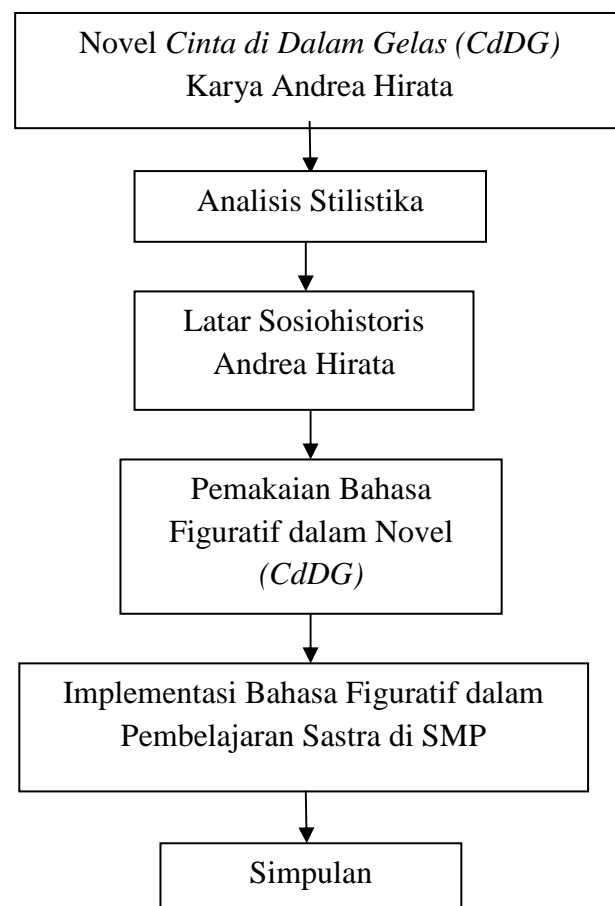 Novel Cinta di Dalam Gelas (CdDG)
Karya Andrea Hirata
Analisis Stilistika
Latar Sosiohistoris
Andrea Hirata
Pemakaian Bahasa
Figuratif dalam Novel
(CdDG)
Implementasi Bahasa Figuratif dalam
Pembelajaran Sastra di SMP
Simpulan